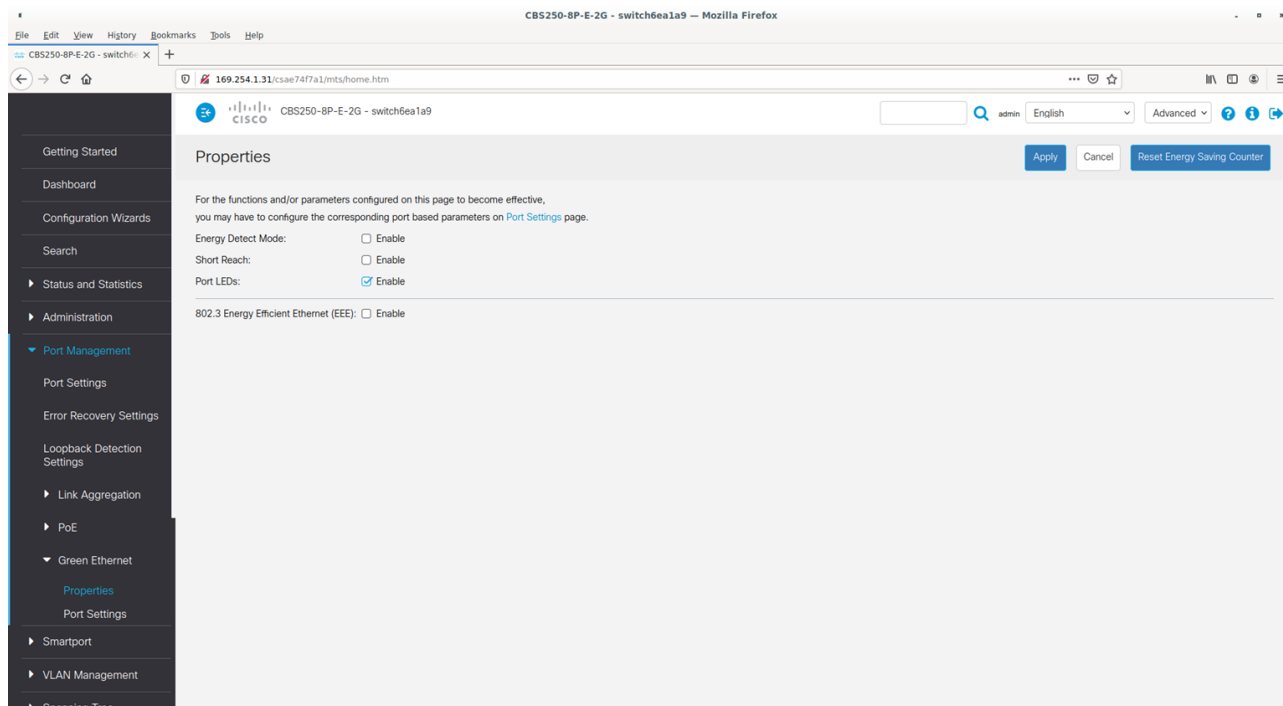 CBS250-8P-E-2G - switch6ea1a9 — Mozilla Firefox
File Edit View History Bookmarks Tools Help
CBS250-8P-E-2G - switch6e
169.254.1.31/csae74f7a1/mts/home.htm
CISCO CBS250-8P-E-2G - switch6ea1a9 admin English Advanced
Properties Apply Cancel Reset Energy Saving Counter
For the functions and/or parameters configured on this page to become effective,
you may have to configure the corresponding port based parameters on Port Settings page.
Energy Detect Mode: Enable
Short Reach: Enable
Port LEDs: Enable
802.3 Energy Efficient Ethernet (EEE): Enable
Getting Started
Dashboard
Configuration Wizards
Search
Status and Statistics
Administration
Port Management
Port Settings
Error Recovery Settings
Loopback Detection
Settings
Link Aggregation
PoE
Green Ethernet
Properties
Port Settings
Smartport
VLAN Management